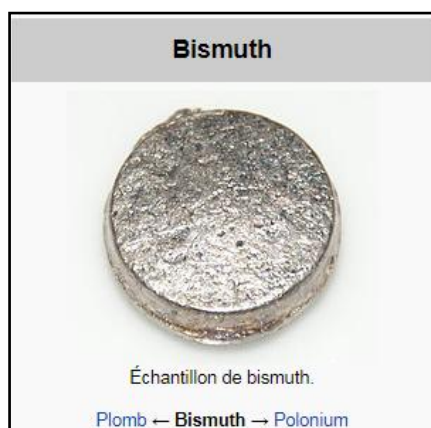 Bismuth
Échantillon de bismuth.
Plomb ← Bismuth → Polonium